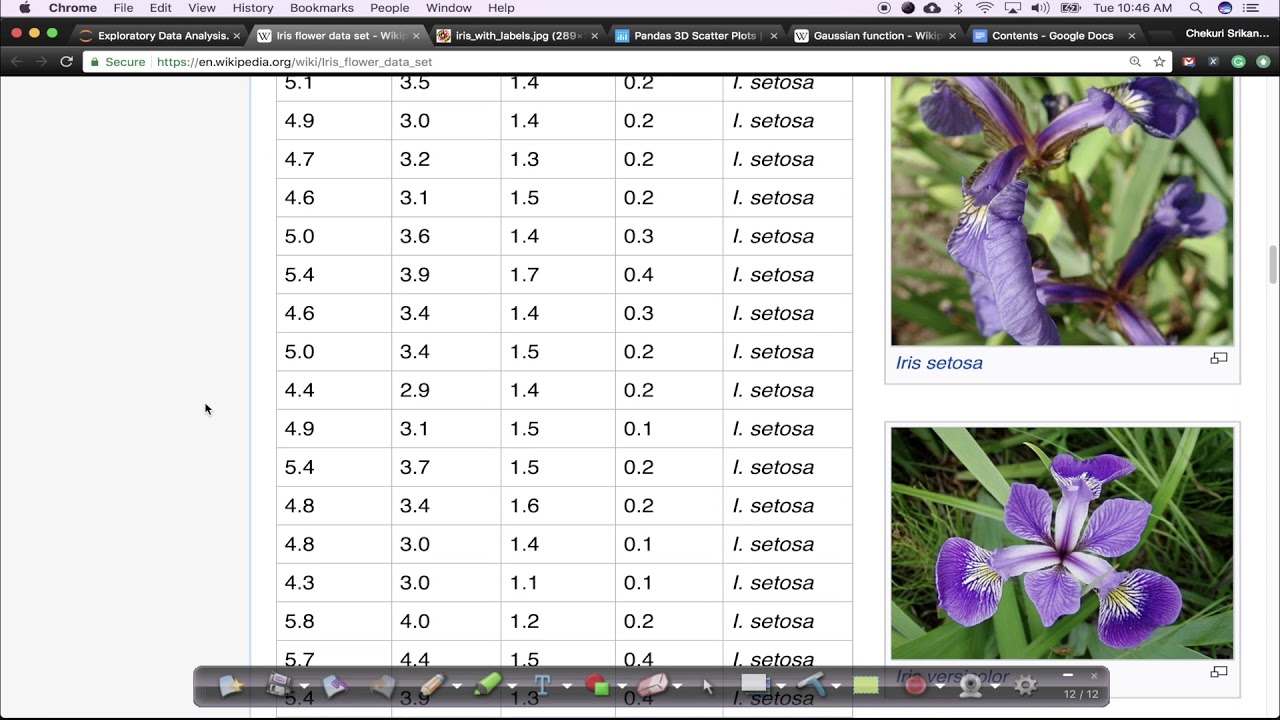 Chrome File Edit View History Bookmarks People Window Help Tue 10:46 AM
Exploratory Data Analysis. Iris flower data set - Wikip iris_with_labels.jpg (289× Pandas 3D Scatter Plots | Gaussian function - Wikip Contents - Google Docs Chekuri Srikan...
Secure https://en.wikipedia.org/wiki/Iris_flower_data_set
5.1 3.5 1.4 0.2 I. setosa
4.9 3.0 1.4 0.2 I. setosa
4.7 3.2 1.3 0.2 I. setosa
4.6 3.1 1.5 0.2 I. setosa
5.0 3.6 1.4 0.3 I. setosa
5.4 3.9 1.7 0.4 I. setosa
4.6 3.4 1.4 0.3 I. setosa
5.0 3.4 1.5 0.2 I. setosa
4.4 2.9 1.4 0.2 I. setosa
4.9 3.1 1.5 0.1 I. setosa
5.4 3.7 1.5 0.2 I. setosa
4.8 3.4 1.6 0.2 I. setosa
4.8 3.0 1.4 0.1 I. setosa
4.3 3.0 1.1 0.1 I. setosa
5.8 4.0 1.2 0.2 I. setosa
5.7 4.4 1.5 0.4 I. setosa
5.4 3.9 1.3 0.4 I. setosa
Iris setosa
Iris versicolor
12 / 12